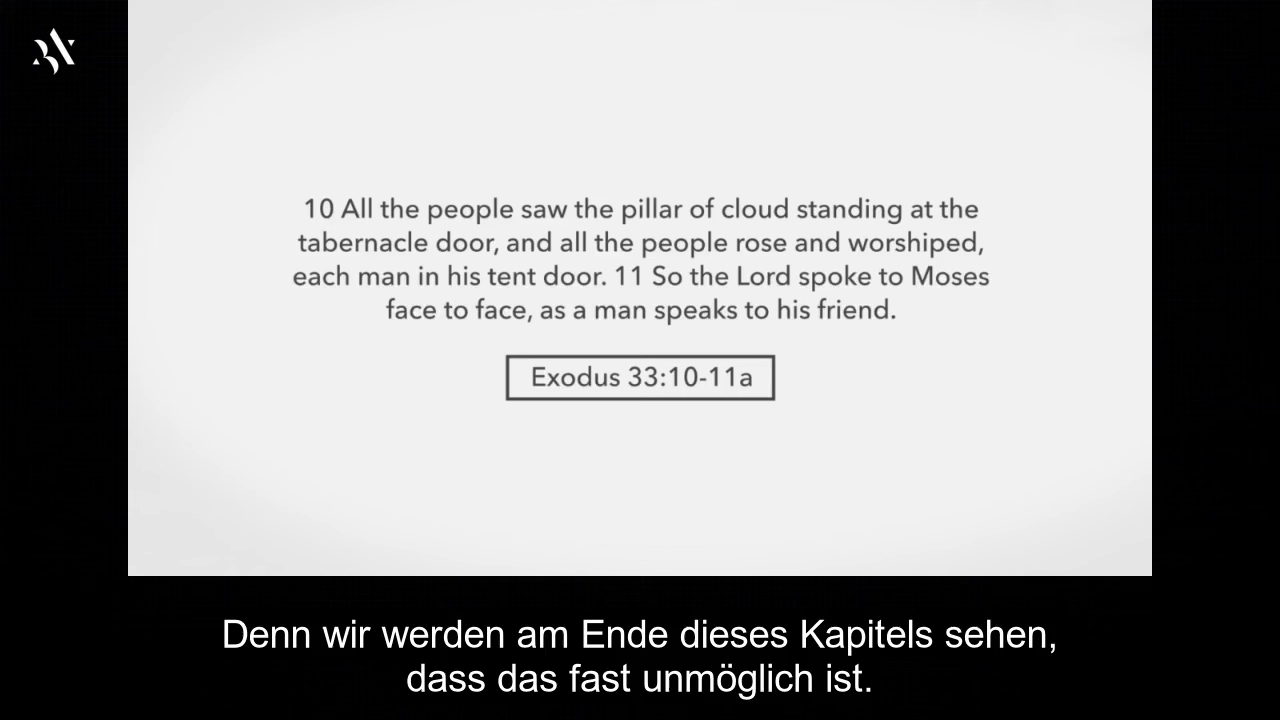 10 All the people saw the pillar of cloud standing at the
tabernacle door, and all the people rose and worshiped,
each man in his tent door. 11 So the Lord spoke to Moses
face to face, as a man speaks to his friend.
Exodus 33:10-11a
Denn wir werden am Ende dieses Kapitels sehen,
dass das fast unmöglich ist.